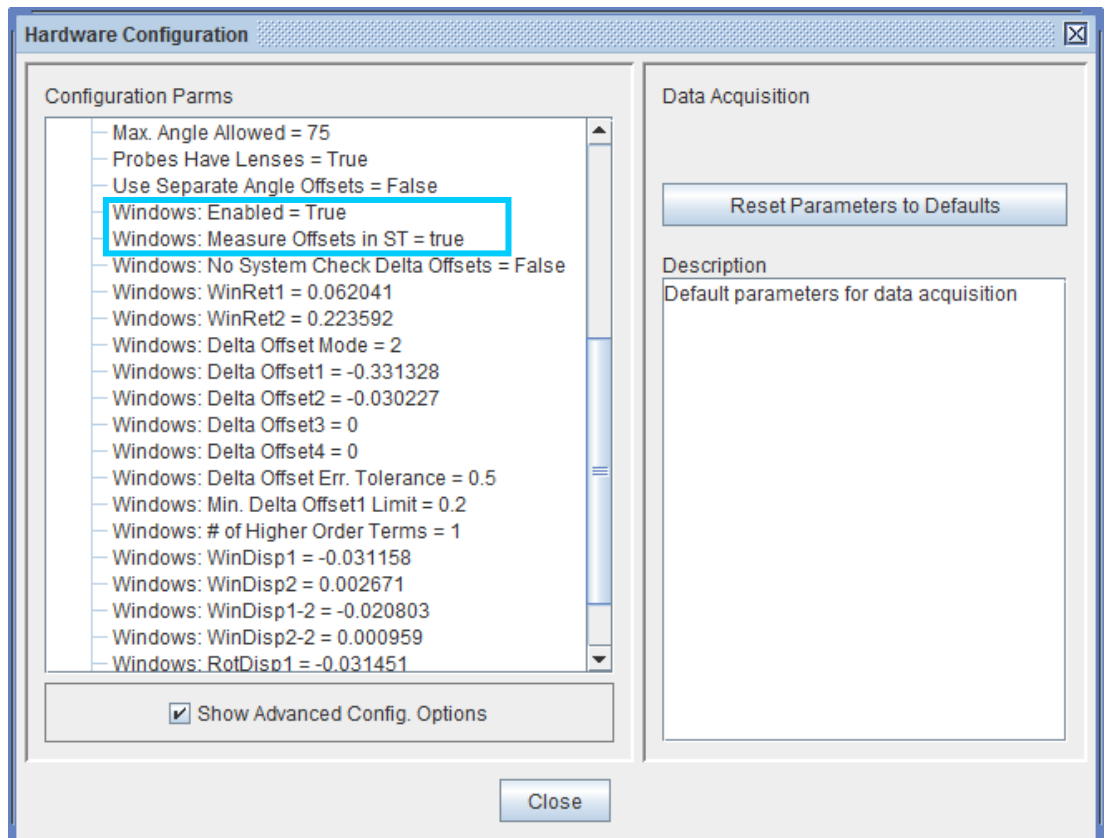 Hardware Configuration
Configuration Parms
Max. Angle Allowed = 75
Probes Have Lenses = True
Use Separate Angle Offsets = False
Windows: Enabled = True
Windows: Measure Offsets in ST = true
Windows: No System Check Delta Offsets = False
Windows: WinRet1 = 0.062041
Windows: WinRet2 = 0.223592
Windows: Delta Offset Mode = 2
Windows: Delta Offset1 = -0.331328
Windows: Delta Offset2 = -0.030227
Windows: Delta Offset3 = 0
Windows: Delta Offset4 = 0
Windows: Delta Offset Err. Tolerance = 0.5
Windows: Min. Delta Offset1 Limit = 0.2
Windows: # of Higher Order Terms = 1
Windows: WinDisp1 = -0.031158
Windows: WinDisp2 = 0.002671
Windows: WinDisp1-2 = -0.020803
Windows: WinDisp2-2 = 0.000959
Windows: RotDisp1 = -0.031451
Show Advanced Config. Options
Data Acquisition
Reset Parameters to Defaults
Description
Default parameters for data acquisition
Close